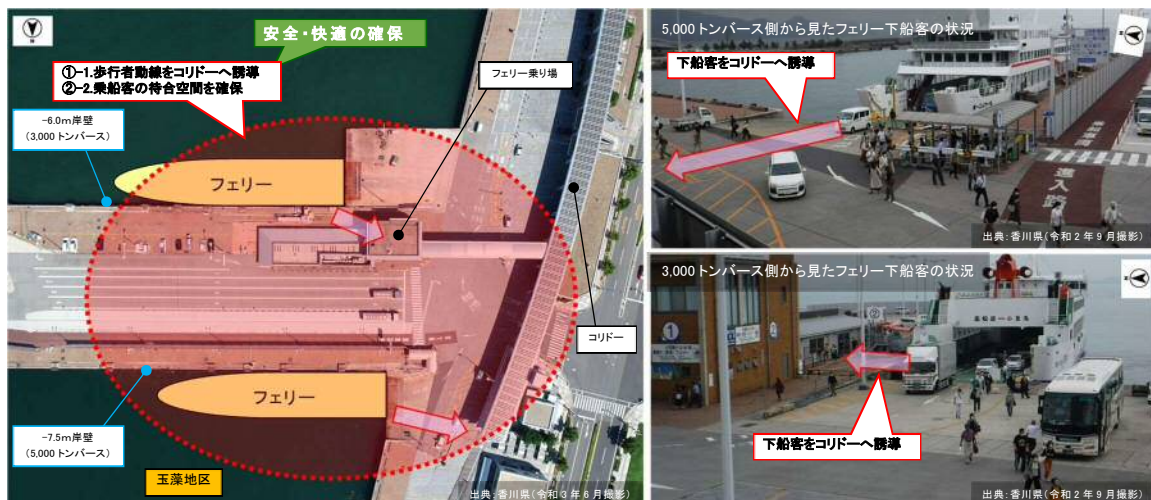 安全・快適の確保
①-1.歩行者動線をコリドーへ誘導
②-2.乗船客の待合空間を確保
フェリー乗り場
-6.0m岸壁
(3,000トンバース)
フェリー
コリドー
フェリー
-7.5m岸壁
(5,000トンバース)
玉藻地区
出典:香川県(令和3年6月撮影)
5,000トンバース側から見たフェリー下船客の状況
下船客をコリドーへ誘導
進入路
出典:香川県(令和2年9月撮影)
3,000トンバース側から見たフェリー下船客の状況
①
②
下船客をコリドーへ誘導
出典:香川県(令和2年9月撮影)